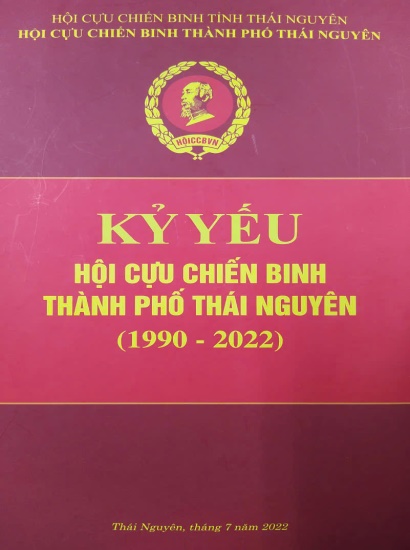 HỘI CỰU CHIẾN BINH TỈNH THÁI NGUYÊN
HỘI CỰU CHIẾN BINH THÀNH PHỐ THÁI NGUYÊN
HỘICCBVN
KỶ YẾU
HỘI CỰU CHIẾN BINH
THÀNH PHỐ THÁI NGUYÊN
(1990 - 2022)
Thái Nguyên, tháng 7 năm 2022